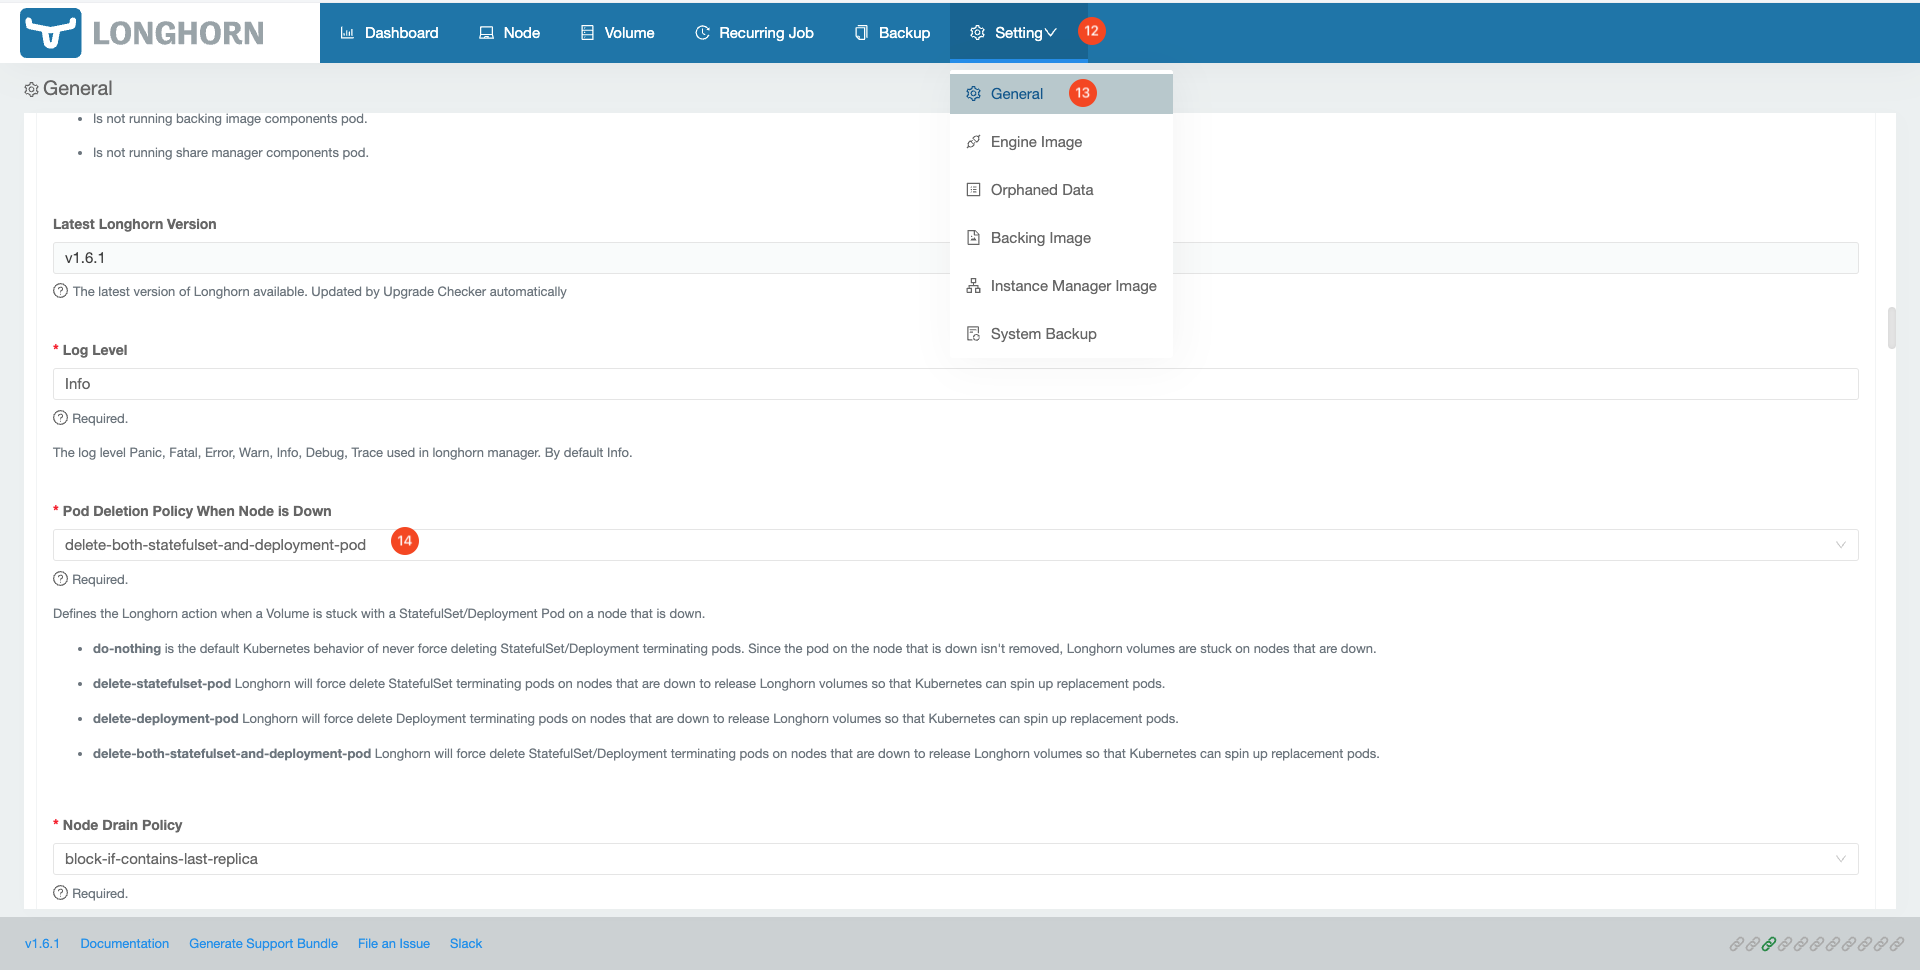 LONGHORN
Dashboard
Node
Volume
Recurring Job
Backup
Setting
12
General
General
13
Engine Image
Orphaned Data
Backing Image
Instance Manager Image
System Backup
Is not running backing image components pod.
Is not running share manager components pod.
Latest Longhorn Version
v1.6.1
The latest version of Longhorn available. Updated by Upgrade Checker automatically
* Log Level
Info
Required.
The log level Panic, Fatal, Error, Warn, Info, Debug, Trace used in longhorn manager. By default Info.
* Pod Deletion Policy When Node is Down
delete-both-statefulset-and-deployment-pod
14
Required.
Defines the Longhorn action when a Volume is stuck with a StatefulSet/Deployment Pod on a node that is down.
do-nothing is the default Kubernetes behavior of never force deleting StatefulSet/Deployment terminating pods. Since the pod on the node that is down isn't removed, Longhorn volumes are stuck on nodes that are down.
delete-statefulset-pod Longhorn will force delete StatefulSet terminating pods on nodes that are down to release Longhorn volumes so that Kubernetes can spin up replacement pods.
delete-deployment-pod Longhorn will force delete Deployment terminating pods on nodes that are down to release Longhorn volumes so that Kubernetes can spin up replacement pods.
delete-both-statefulset-and-deployment-pod Longhorn will force delete StatefulSet/Deployment terminating pods on nodes that are down to release Longhorn volumes so that Kubernetes can spin up replacement pods.
* Node Drain Policy
block-if-contains-last-replica
Required.
v1.6.1
Documentation
Generate Support Bundle
File an Issue
Slack